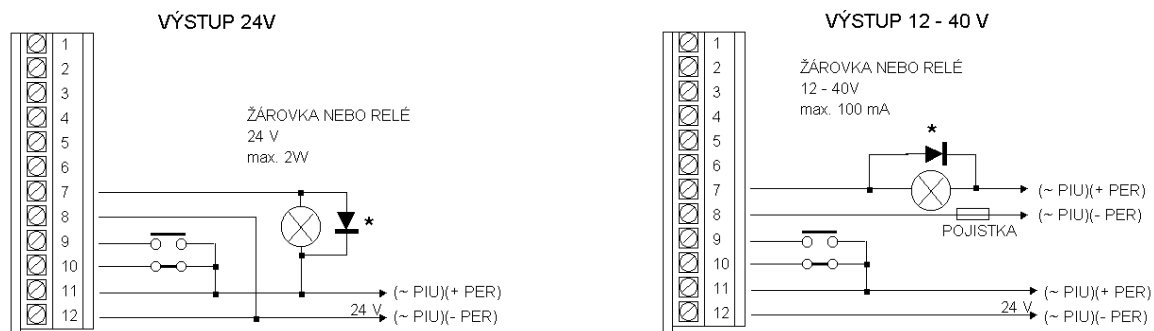 VÝSTUP 24V
1
2
3
4
5
6
7
8
9
10
11
12
ŽÁROVKA NEBO RELÉ
24 V
max. 2W
*
(~ PIU)(+ PER)
24 V
(~ PIU)(- PER)
VÝSTUP 12 - 40 V
1
2
3
4
5
6
7
8
9
10
11
12
ŽÁROVKA NEBO RELÉ
12 - 40V
max. 100 mA
*
(~ PIU)(+ PER)
(~ PIU)(- PER)
POJISTKA
(~ PIU)(+ PER)
24 V
(~ PIU)(- PER)